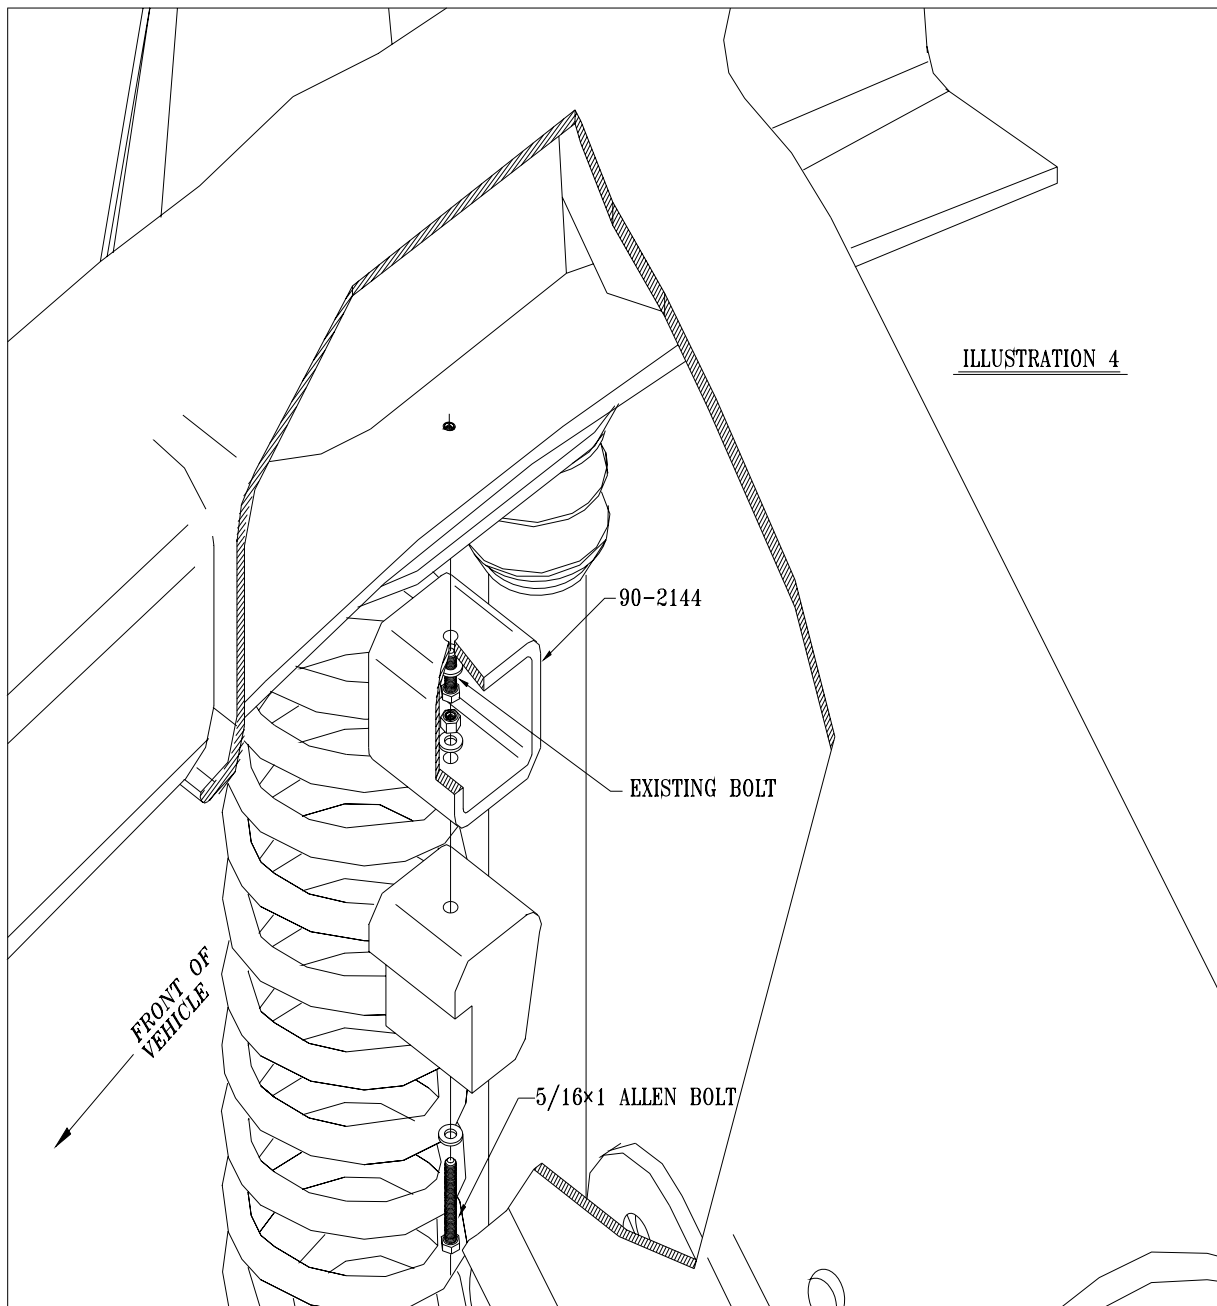 ILLUSTRATION 4
90-2144
EXISTING BOLT
FRONT OF
VEHICLE
5/16×1 ALLEN BOLT